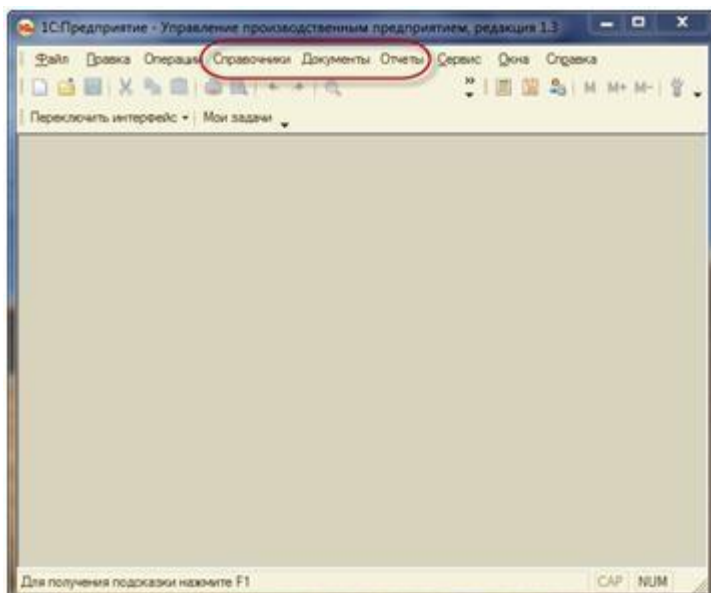 1С:Предприятие - Управление производственным предприятием, редакция 1.3
Файл Правка Операции Справочники Документы Отчеты Сервис Окна Справка
M M+ M-
Переключить интерфейс Мои задачи
Для получения подсказки нажмите F1 CAP NUM